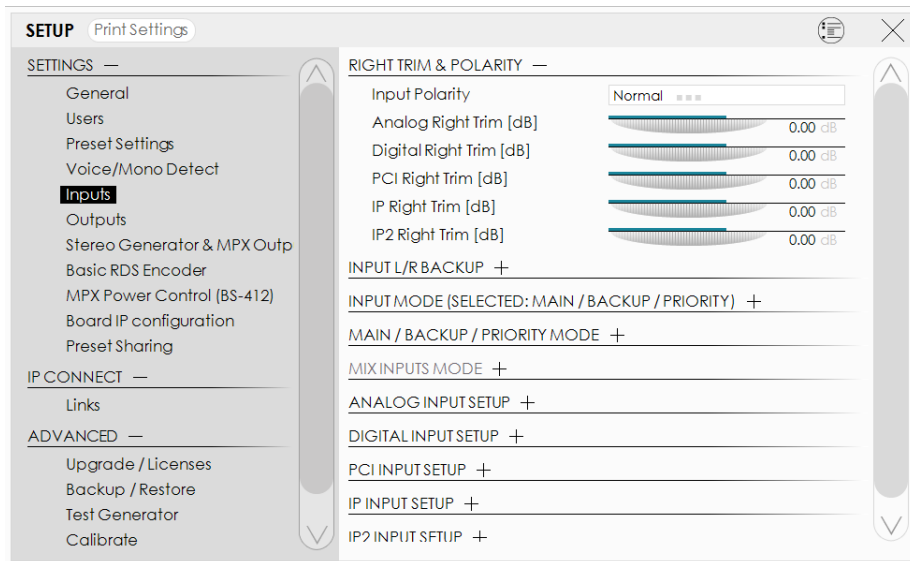 SETUP Print Settings
SETTINGS —
General
Users
Preset Settings
Voice/Mono Detect
Inputs
Outputs
Stereo Generator & MPX Outp
Basic RDS Encoder
MPX Power Control (BS-412)
Board IP configuration
Preset Sharing
IP CONNECT —
Links
ADVANCED —
Upgrade / Licenses
Backup / Restore
Test Generator
Calibrate
RIGHT TRIM & POLARITY —
Input Polarity Normal
Analog Right Trim [dB] 0.00 dB
Digital Right Trim [dB] 0.00 dB
PCI Right Trim [dB] 0.00 dB
IP Right Trim [dB] 0.00 dB
IP2 Right Trim [dB] 0.00 dB
INPUT L/R BACKUP +
INPUT MODE (SELECTED: MAIN / BACKUP / PRIORITY) +
MAIN / BACKUP / PRIORITY MODE +
MIX INPUTS MODE +
ANALOG INPUT SETUP +
DIGITAL INPUT SETUP +
PCI INPUT SETUP +
IP INPUT SETUP +
IP2 INPUT SETUP +